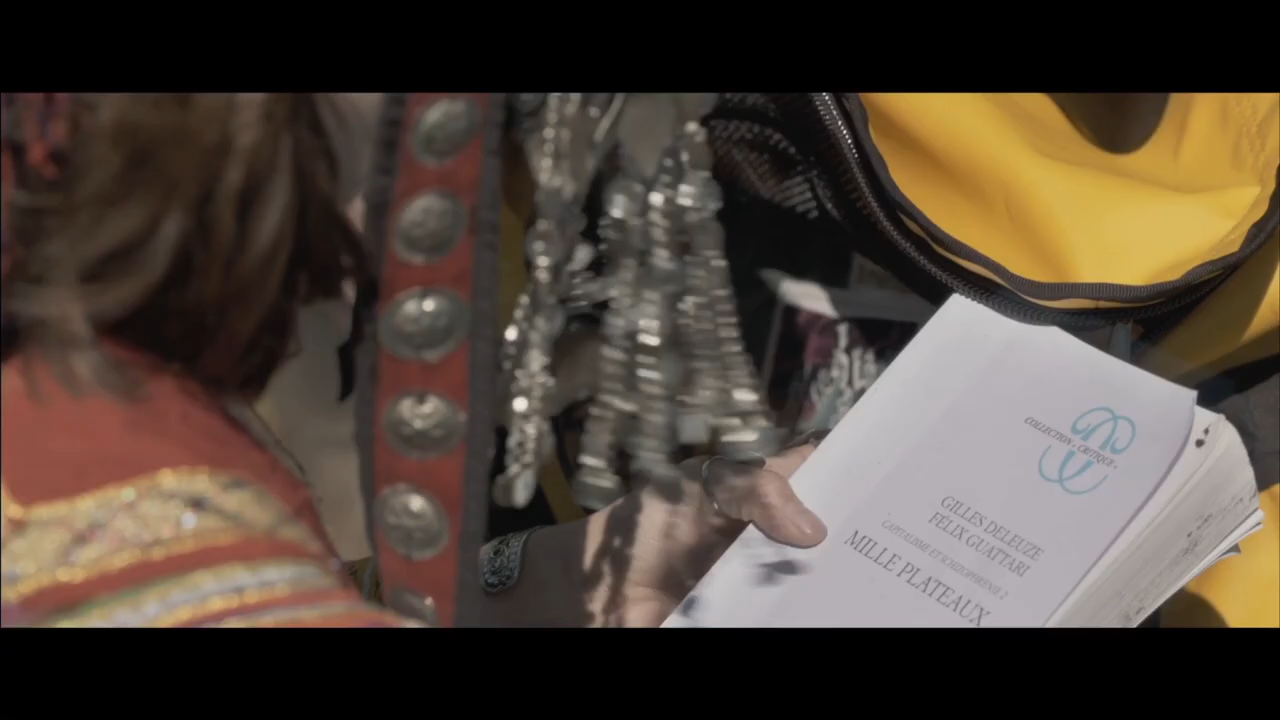 COLLECTION « CRITIQUE »
GILLES DELEUZE
FÉLIX GUATTARI
CAPITALISME ET SCHIZOPHRÉNIE 2
MILLE PLATEAUX